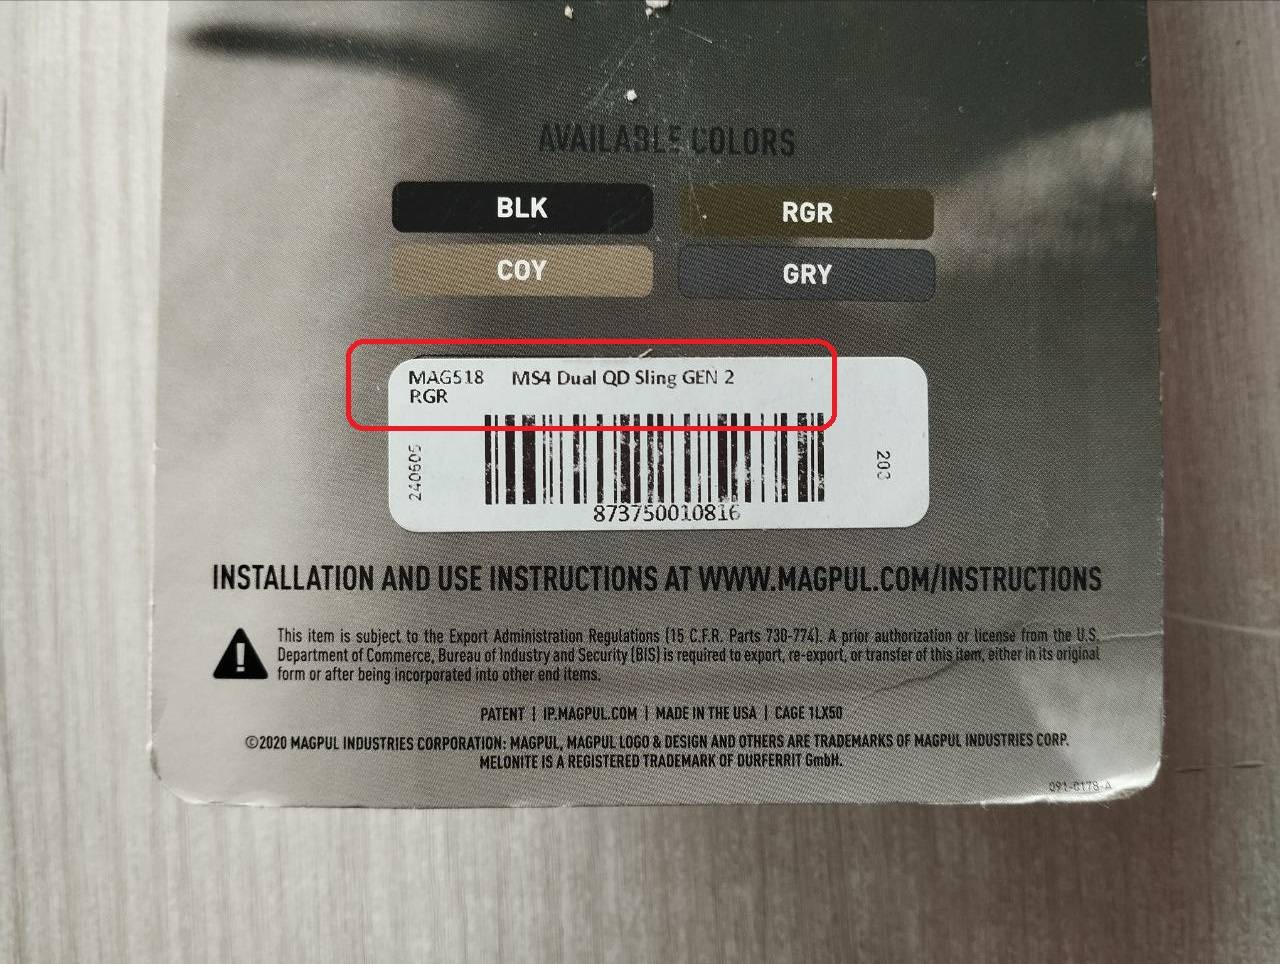 AVAILABLE COLORS
BLK
RGR
COY
GRY
MAG518 MS4 Dual QD Sling GEN 2
RGR
240605
203
873750010816
INSTALLATION AND USE INSTRUCTIONS AT WWW.MAGPUL.COM/INSTRUCTIONS
This item is subject to the Export Administration Regulations (15 C.F.R. Parts 730-774). A prior authorization or license from the U.S.
Department of Commerce, Bureau of Industry and Security (BIS) is required to export, re-export, or transfer of this item, either in its original
form or after being incorporated into other end items.
PATENT | IP.MAGPUL.COM | MADE IN THE USA | CAGE 1LX50
©2020 MAGPUL INDUSTRIES CORPORATION: MAGPUL, MAGPUL LOGO & DESIGN AND OTHERS ARE TRADEMARKS OF MAGPUL INDUSTRIES CORP.
MELONITE IS A REGISTERED TRADEMARK OF DURFERRIT GmbH.
091-0178-A